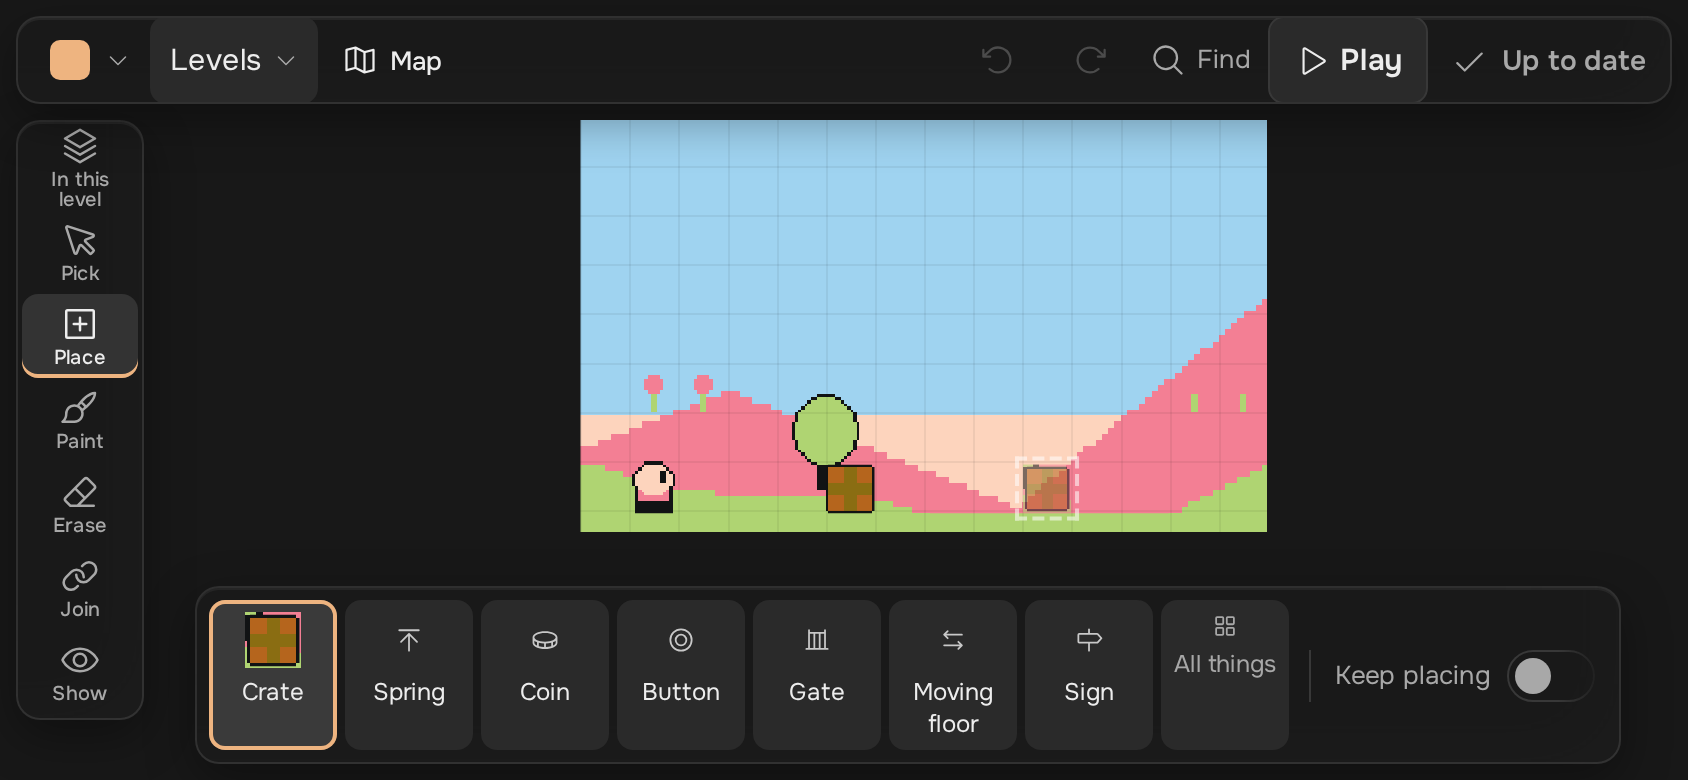 Levels
Map
Find
Play
Up to date
In this
level
Pick
Place
Paint
Erase
Join
Show
Crate
Spring
Coin
Button
Gate
Moving
floor
Sign
All things
Keep placing